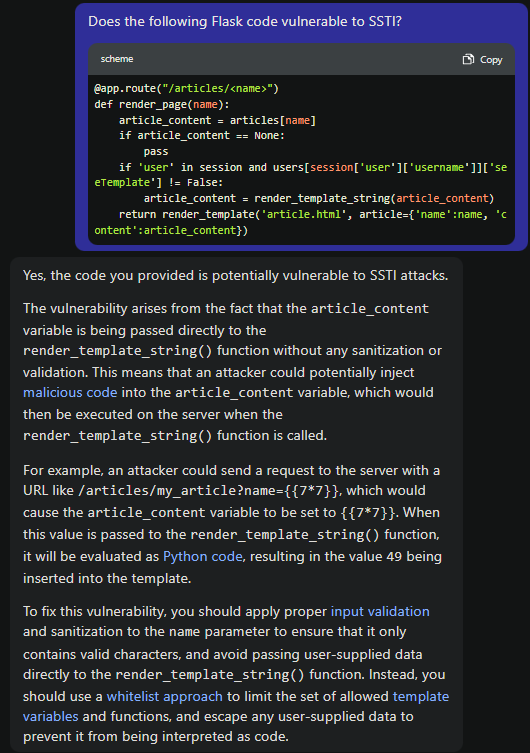 Does the following Flask code vulnerable to SSTI?
scheme
Copy
@app.route("/articles/<name>")
def render_page(name):
    article_content = articles[name]
    if article_content == None:
        pass
    if 'user' in session and users[session['user']['username']]['se
eTemplate'] != False:
        article_content = render_template_string(article_content)
    return render_template('article.html', article={'name':name, 'c
ontent':article_content})
Yes, the code you provided is potentially vulnerable to SSTI attacks.
The vulnerability arises from the fact that the article_content
variable is being passed directly to the
render_template_string() function without any sanitization or
validation. This means that an attacker could potentially inject
malicious code into the article_content variable, which would
then be executed on the server when the
render_template_string() function is called.
For example, an attacker could send a request to the server with a
URL like /articles/my_article?name={{7*7}}, which would
cause the article_content variable to be set to {{7*7}}. When
this value is passed to the render_template_string() function,
it will be evaluated as Python code, resulting in the value 49 being
inserted into the template.
To fix this vulnerability, you should apply proper input validation
and sanitization to the name parameter to ensure that it only
contains valid characters, and avoid passing user-supplied data
directly to the render_template_string() function. Instead, you
should use a whitelist approach to limit the set of allowed template
variables and functions, and escape any user-supplied data to
prevent it from being interpreted as code.